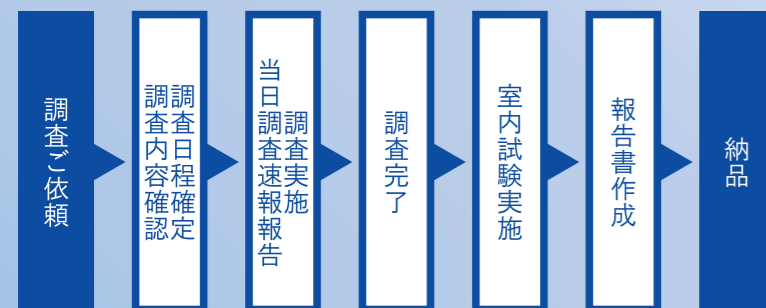 調査ご依頼
調査日程確定
調査内容確認
調査実施
当日調査速報報告
調査完了
室内試験実施
報告書作成
納品